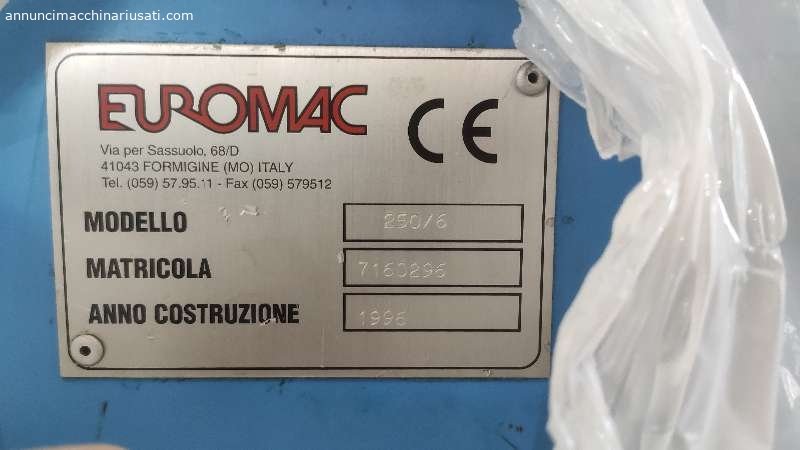 annuncimacchinariusati.com
EUROMAC
CE
Via per Sassuolo, 68/D
41043 FORMIGINE (MO) ITALY
Tel. (059) 57.95.11 - Fax (059) 579512
MODELLO 250/6
MATRICOLA
ANNO COSTRUZIONE 1996